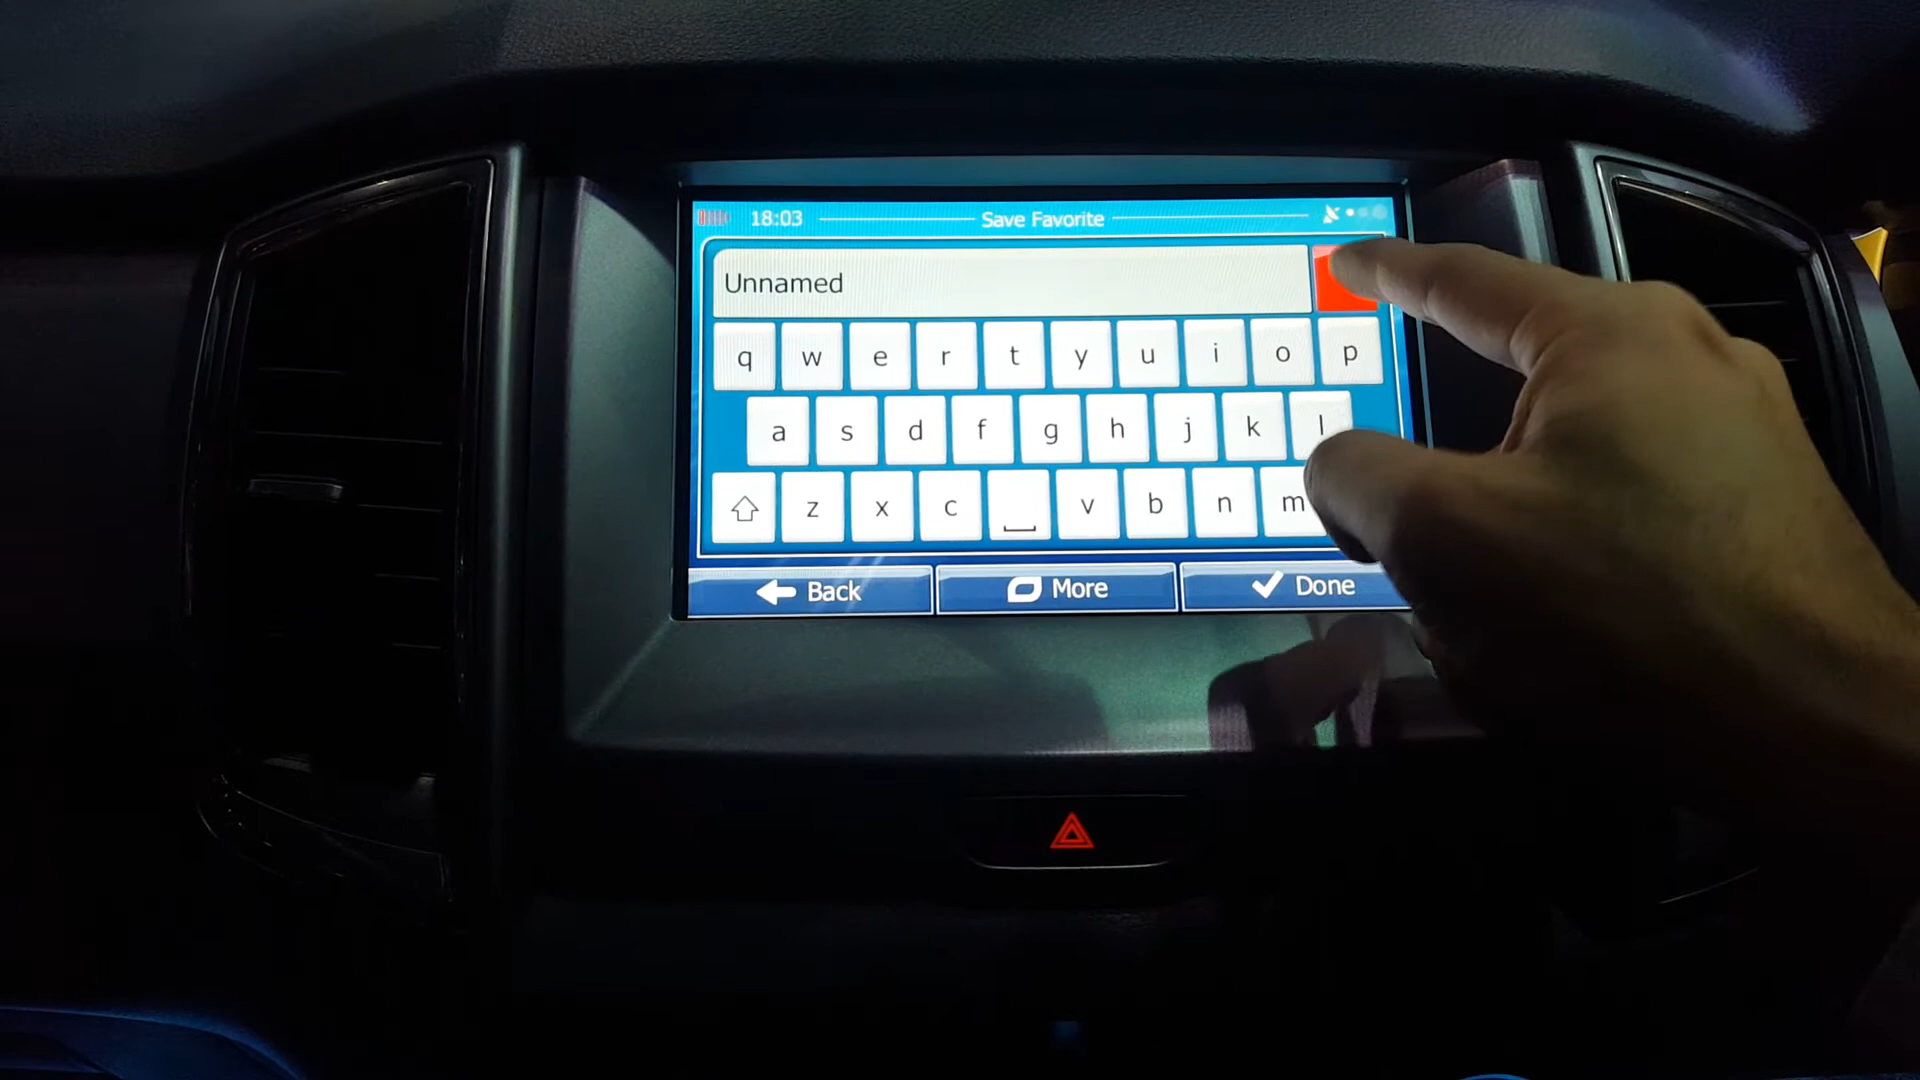 18:03 Save Favorite
Unnamed
q w e r t y u i o p
a s d f g h j k l
z x c v b n m
Back More Done